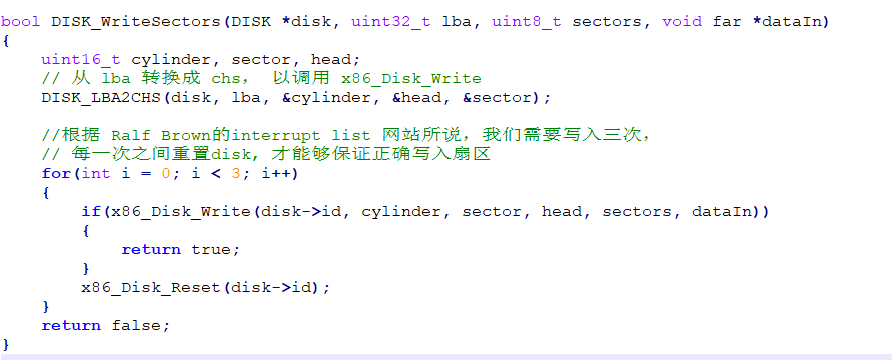 bool DISK_WriteSectors(DISK *disk, uint32_t lba, uint8_t sectors, void far *dataIn)
{
    uint16_t cylinder, sector, head;
    // 从 lba 转换成 chs， 以调用 x86_Disk_Write
    DISK_LBA2CHS(disk, lba, &cylinder, &head, &sector);

    //根据 Ralf Brown的interrupt list 网站所说，我们需要写入三次，
    // 每一次之间重置disk，才能够保证正确写入扇区
    for(int i = 0; i < 3; i++)
    {
        if(x86_Disk_Write(disk->id, cylinder, sector, head, sectors, dataIn))
        {
            return true;
        }
        x86_Disk_Reset(disk->id);
    }
    return false;
}